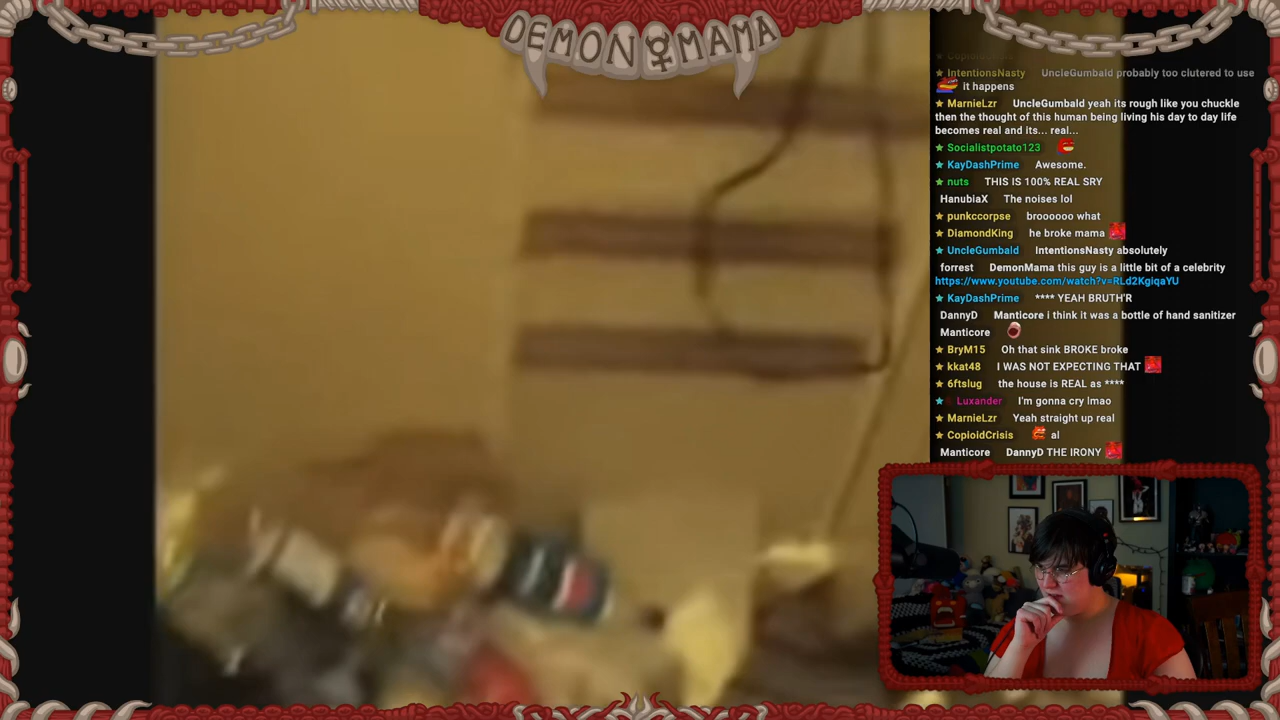 DEMON MAMA
IntentionsNasty UncleGumbald probably too clutered to use
it happens
MarnieLzr UncleGumbald yeah its rough like you chuckle
then the thought of this human being living his day to day life
becomes real and its... real...
Socialistpotato123
KayDashPrime Awesome.
nuts THIS IS 100% REAL SRY
HanubiaX The noises lol
punkccorpse broooooo what
DiamondKing he broke mama
UncleGumbald IntentionsNasty absolutely
forrest DemonMama this guy is a little bit of a celebrity
https://www.youtube.com/watch?v=RLd2KgiqaYU
KayDashPrime **** YEAH BRUTH'R
DannyD Manticore i think it was a bottle of hand sanitizer
Manticore
BryM15 Oh that sink BROKE broke
kkat48 I WAS NOT EXPECTING THAT
6ftslug the house is REAL as ****
Luxander I'm gonna cry lmao
MarnieLzr Yeah straight up real
CopioidCrisis al
Manticore DannyD THE IRONY